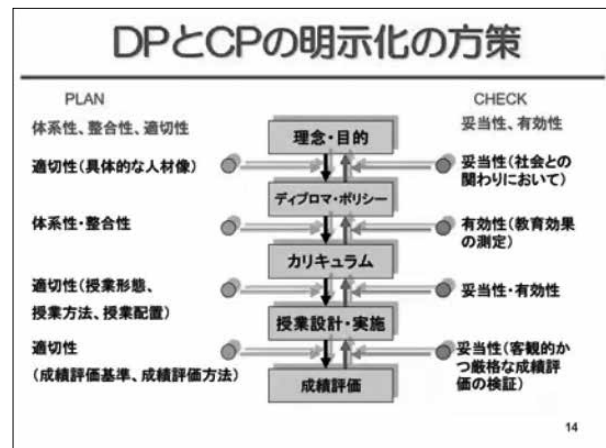 DPとCPの明示化の方策
PLAN
体系性、整合性、適切性
適切性(具体的な人材像)
体系性・整合性
適切性(授業形態、
授業方法、授業配置)
適切性
(成績評価基準、成績評価方法)
理念・目的
ディプロマ・ポリシー
カリキュラム
授業設計・実施
成績評価
CHECK
妥当性、有効性
妥当性(社会との
関わりにおいて)
有効性(教育効果
の測定)
妥当性・有効性
妥当性(客観的か
つ厳格な成績評
価の検証)
14